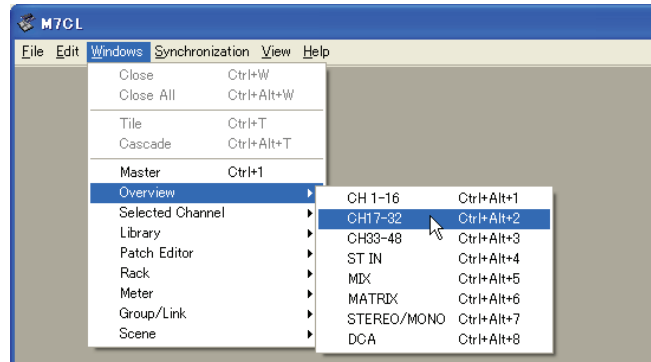 M7CL
File Edit Windows Synchronization View Help
Close Ctrl+W
Close All Ctrl+Alt+W
Tile Ctrl+T
Cascade Ctrl+Alt+T
Master Ctrl+1
Overview
Selected Channel
Library
Patch Editor
Rack
Meter
Group/Link
Scene
CH 1-16 Ctrl+Alt+1
CH17-32 Ctrl+Alt+2
CH33-48 Ctrl+Alt+3
ST IN Ctrl+Alt+4
MIX Ctrl+Alt+5
MATRIX Ctrl+Alt+6
STEREO/MONO Ctrl+Alt+7
DCA Ctrl+Alt+8